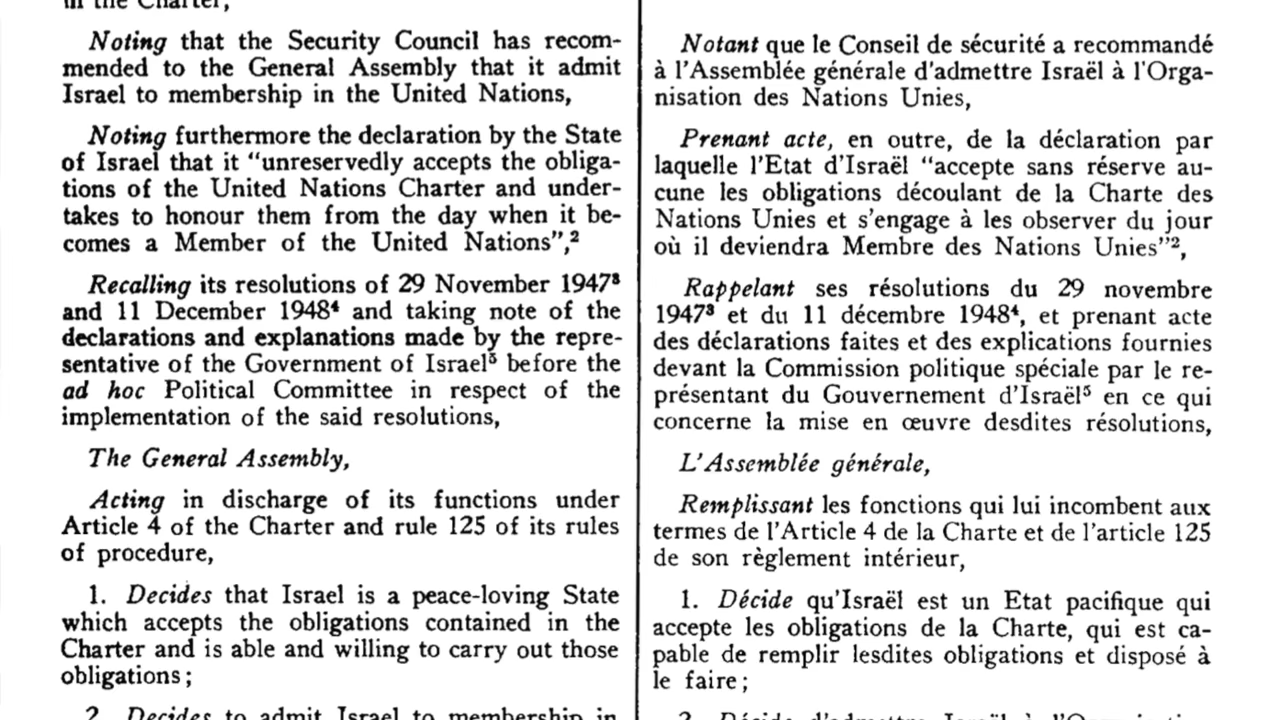 in the Charter,
Noting that the Security Council has recom-
mended to the General Assembly that it admit
Israel to membership in the United Nations,
Noting furthermore the declaration by the State
of Israel that it “unreservedly accepts the obliga-
tions of the United Nations Charter and under-
takes to honour them from the day when it be-
comes a Member of the United Nations”,²
Recalling its resolutions of 29 November 1947³
and 11 December 1948⁴ and taking note of the
declarations and explanations made by the repre-
sentative of the Government of Israel⁵ before the
ad hoc Political Committee in respect of the
implementation of the said resolutions,
The General Assembly,
Acting in discharge of its functions under
Article 4 of the Charter and rule 125 of its rules
of procedure,
1. Decides that Israel is a peace-loving State
which accepts the obligations contained in the
Charter and is able and willing to carry out those
obligations;
2. Decides to admit Israel to membership in
Notant que le Conseil de sécurité a recommandé
à l’Assemblée générale d’admettre Israël à l’Orga-
nisation des Nations Unies,
Prenant acte, en outre, de la déclaration par
laquelle l’Etat d’Israël “accepte sans réserve au-
cune les obligations découlant de la Charte des
Nations Unies et s’engage à les observer du jour
où il deviendra Membre des Nations Unies”²,
Rappelant ses résolutions du 29 novembre
1947³ et du 11 décembre 1948⁴, et prenant acte
des déclarations faites et des explications fournies
devant la Commission politique spéciale par le re-
présentant du Gouvernement d’Israël⁵ en ce qui
concerne la mise en œuvre desdites résolutions,
L’Assemblée générale,
Remplissant les fonctions qui lui incombent aux
termes de l’Article 4 de la Charte et de l’article 125
de son règlement intérieur,
1. Décide qu’Israël est un Etat pacifique qui
accepte les obligations de la Charte, qui est ca-
pable de remplir lesdites obligations et disposé à
le faire;
2. Décide d’admettre Israël à l’Organisation